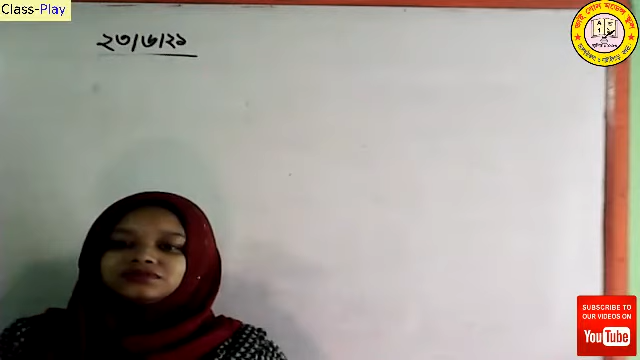 Class-Play
২৩/৬/২১
SUBSCRIBE TO
OUR VIDEOS ON
YouTube